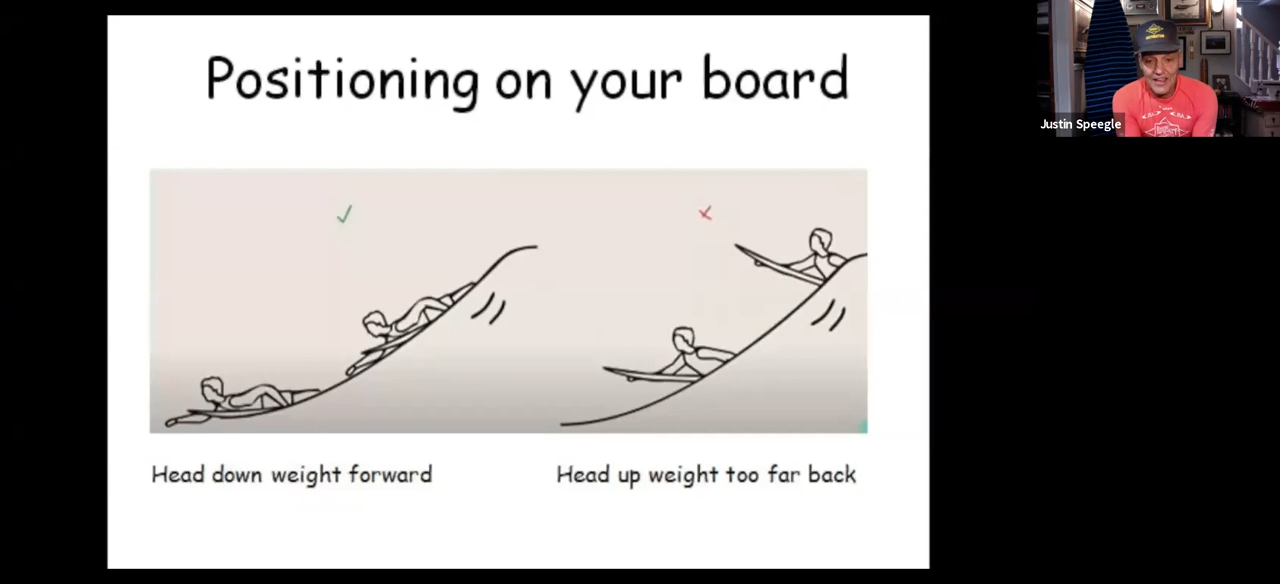 Positioning on your board
Justin Speegle
Head down weight forward
Head up weight too far back